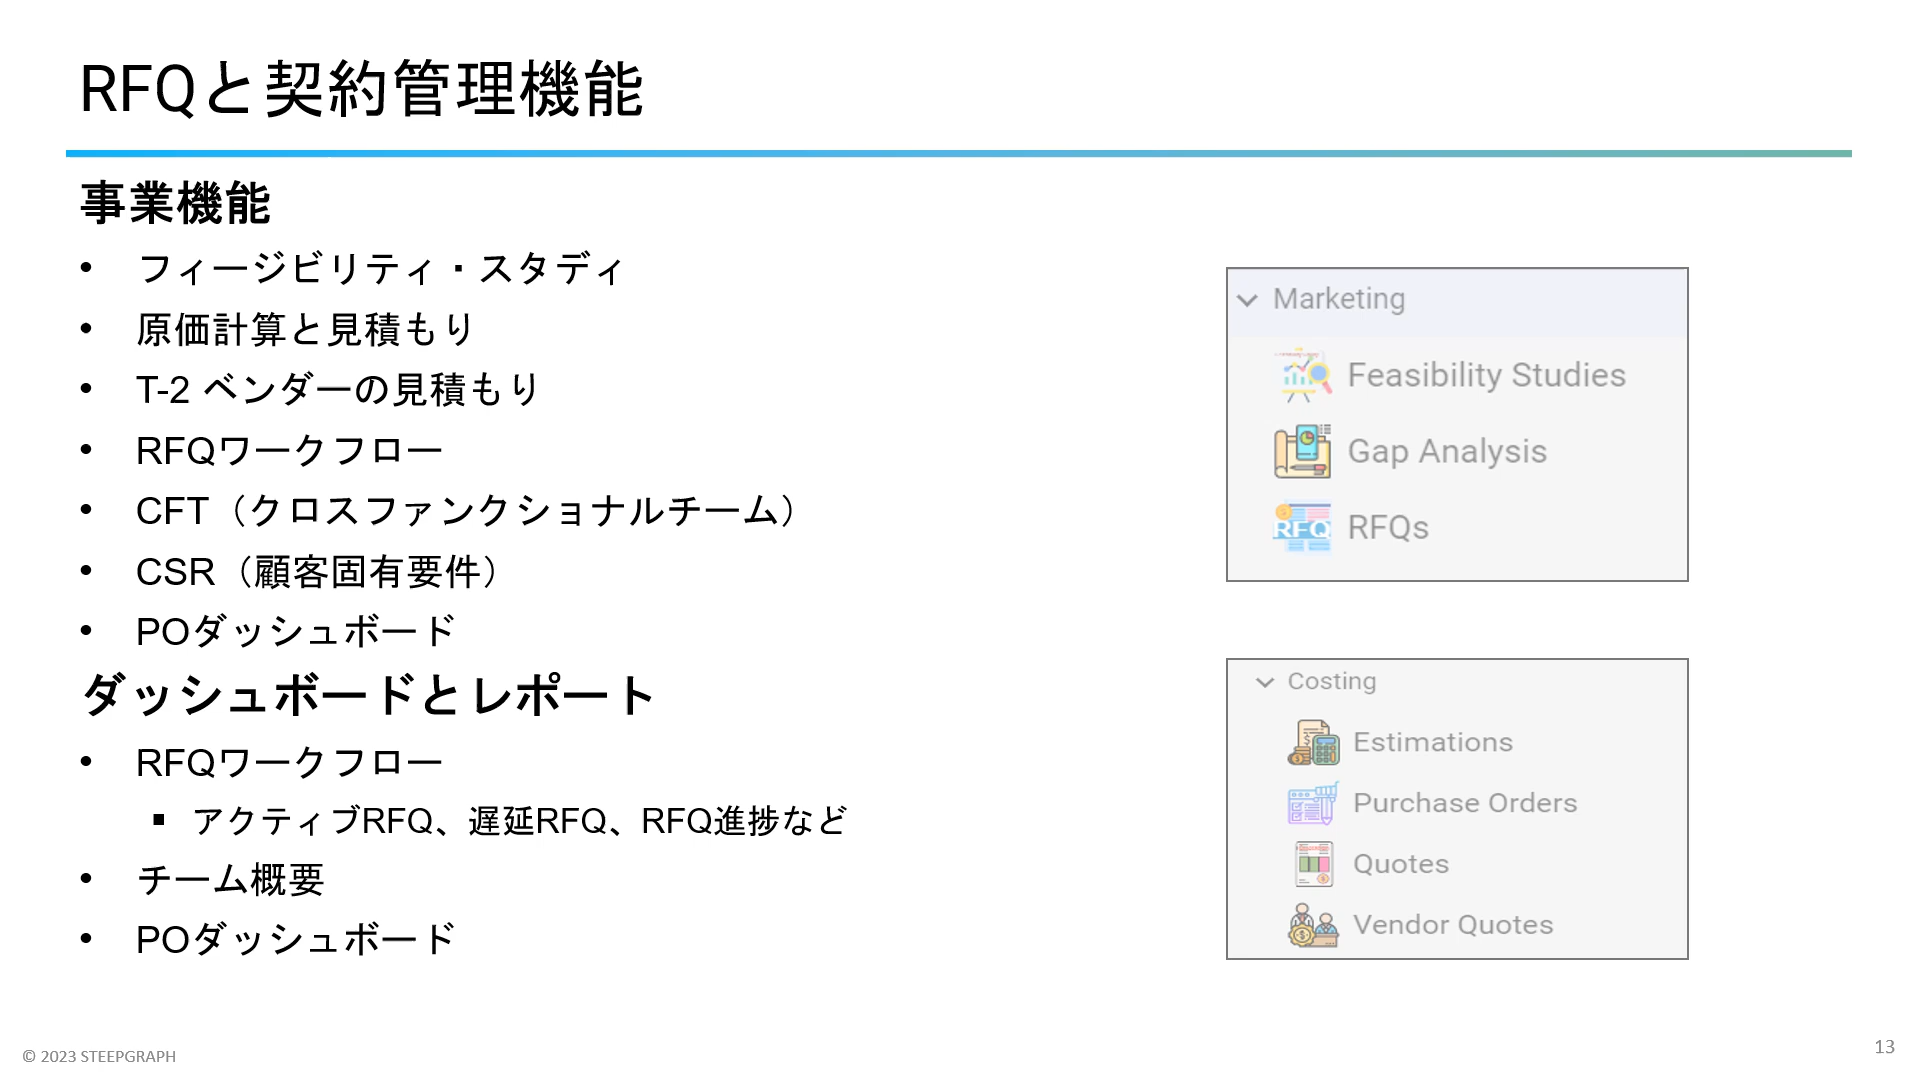 RFQと契約管理機能
事業機能
• フィージビリティ・スタディ
• 原価計算と見積もり
• T-2 ベンダーの見積もり
• RFQワークフロー
• CFT（クロスファンクショナルチーム）
• CSR（顧客固有要件）
• POダッシュボード
ダッシュボードとレポート
• RFQワークフロー
▪ アクティブRFQ、遅延RFQ、RFQ進捗など
• チーム概要
• POダッシュボード
Marketing
Feasibility Studies
Gap Analysis
RFQ RFQs
Costing
Estimations
Purchase Orders
Quotes
Vendor Quotes
© 2023 STEEPGRAPH
13